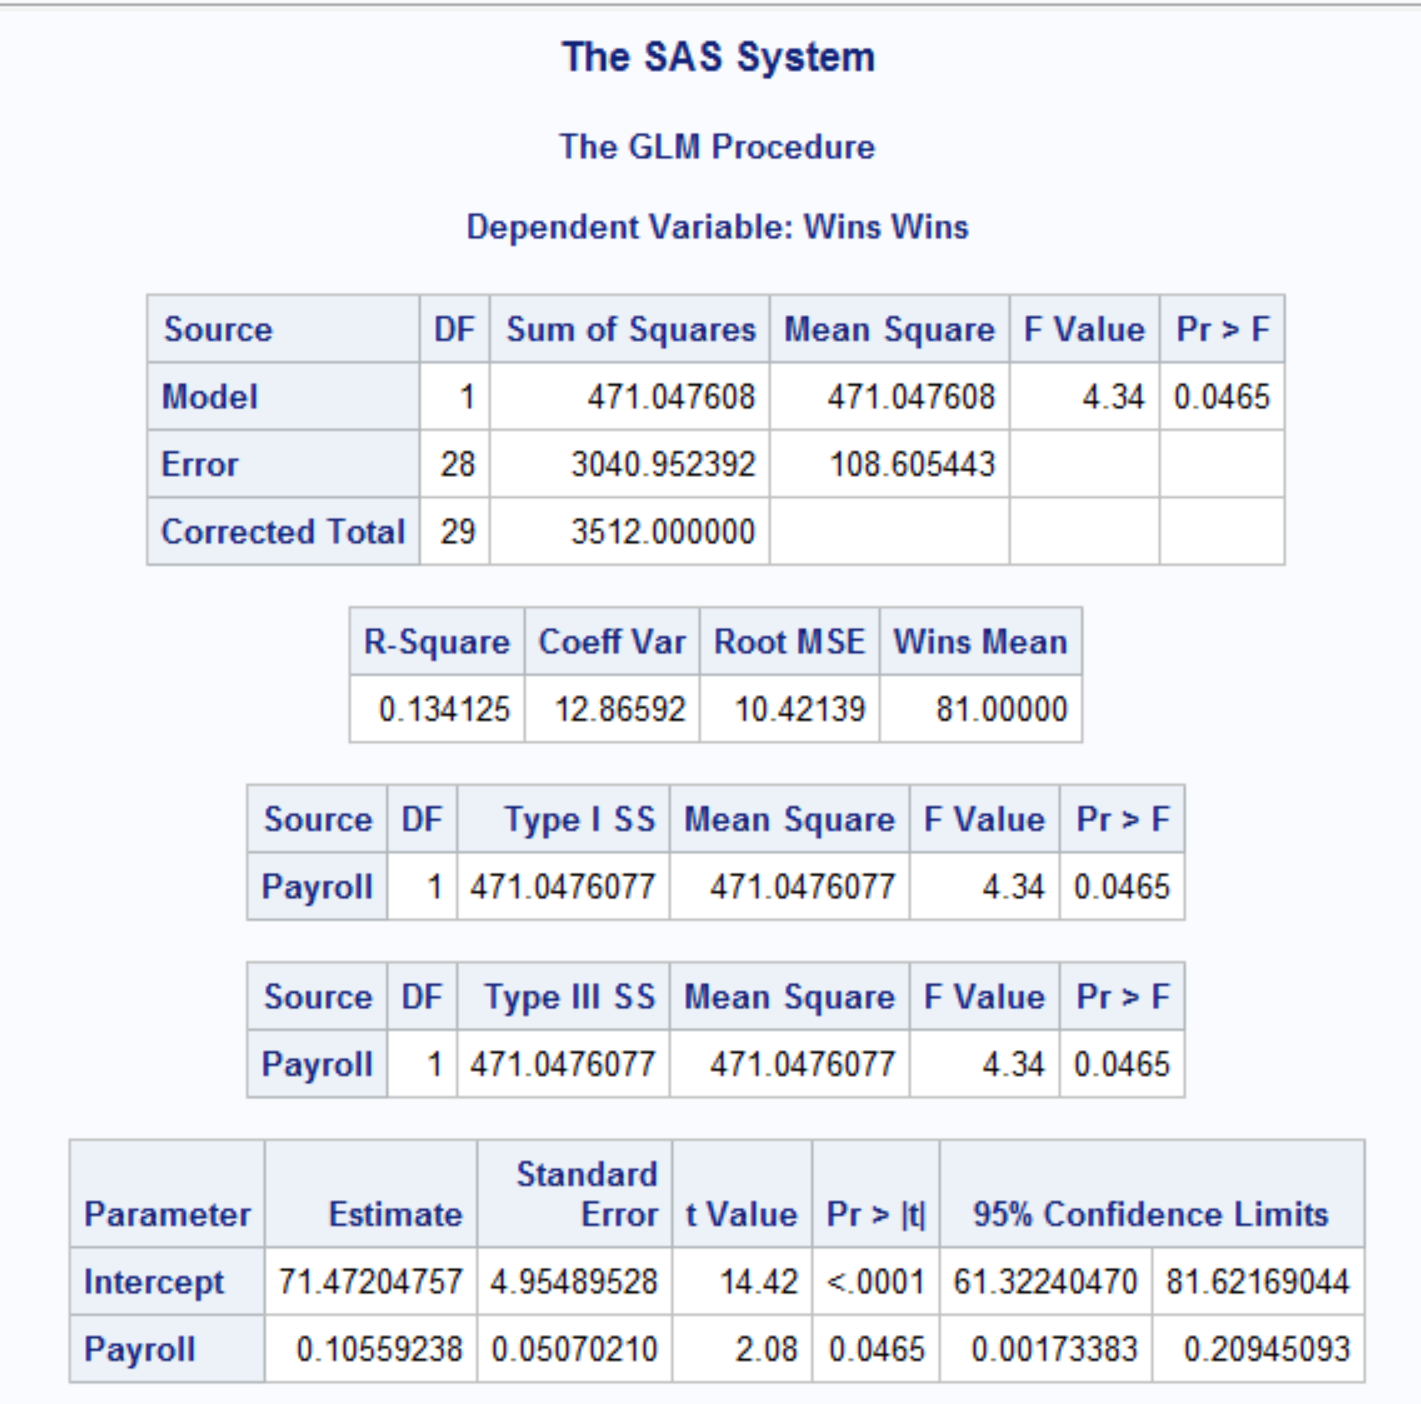 The SAS System
The GLM Procedure
Dependent Variable: Wins Wins
Source DF Sum of Squares Mean Square F Value Pr > F
Model 1 471.047608 471.047608 4.34 0.0465
Error 28 3040.952392 108.605443
Corrected Total 29 3512.000000
R-Square Coeff Var Root MSE Wins Mean
0.134125 12.86592 10.42139 81.00000
Source DF Type I SS Mean Square F Value Pr > F
Payroll 1 471.0476077 471.0476077 4.34 0.0465
Source DF Type III SS Mean Square F Value Pr > F
Payroll 1 471.0476077 471.0476077 4.34 0.0465
Parameter Estimate Standard Error t Value Pr > |t| 95% Confidence Limits
Intercept 71.47204757 4.95489528 14.42 <.0001 61.32240470 81.62169044
Payroll 0.10559238 0.05070210 2.08 0.0465 0.00173383 0.20945093